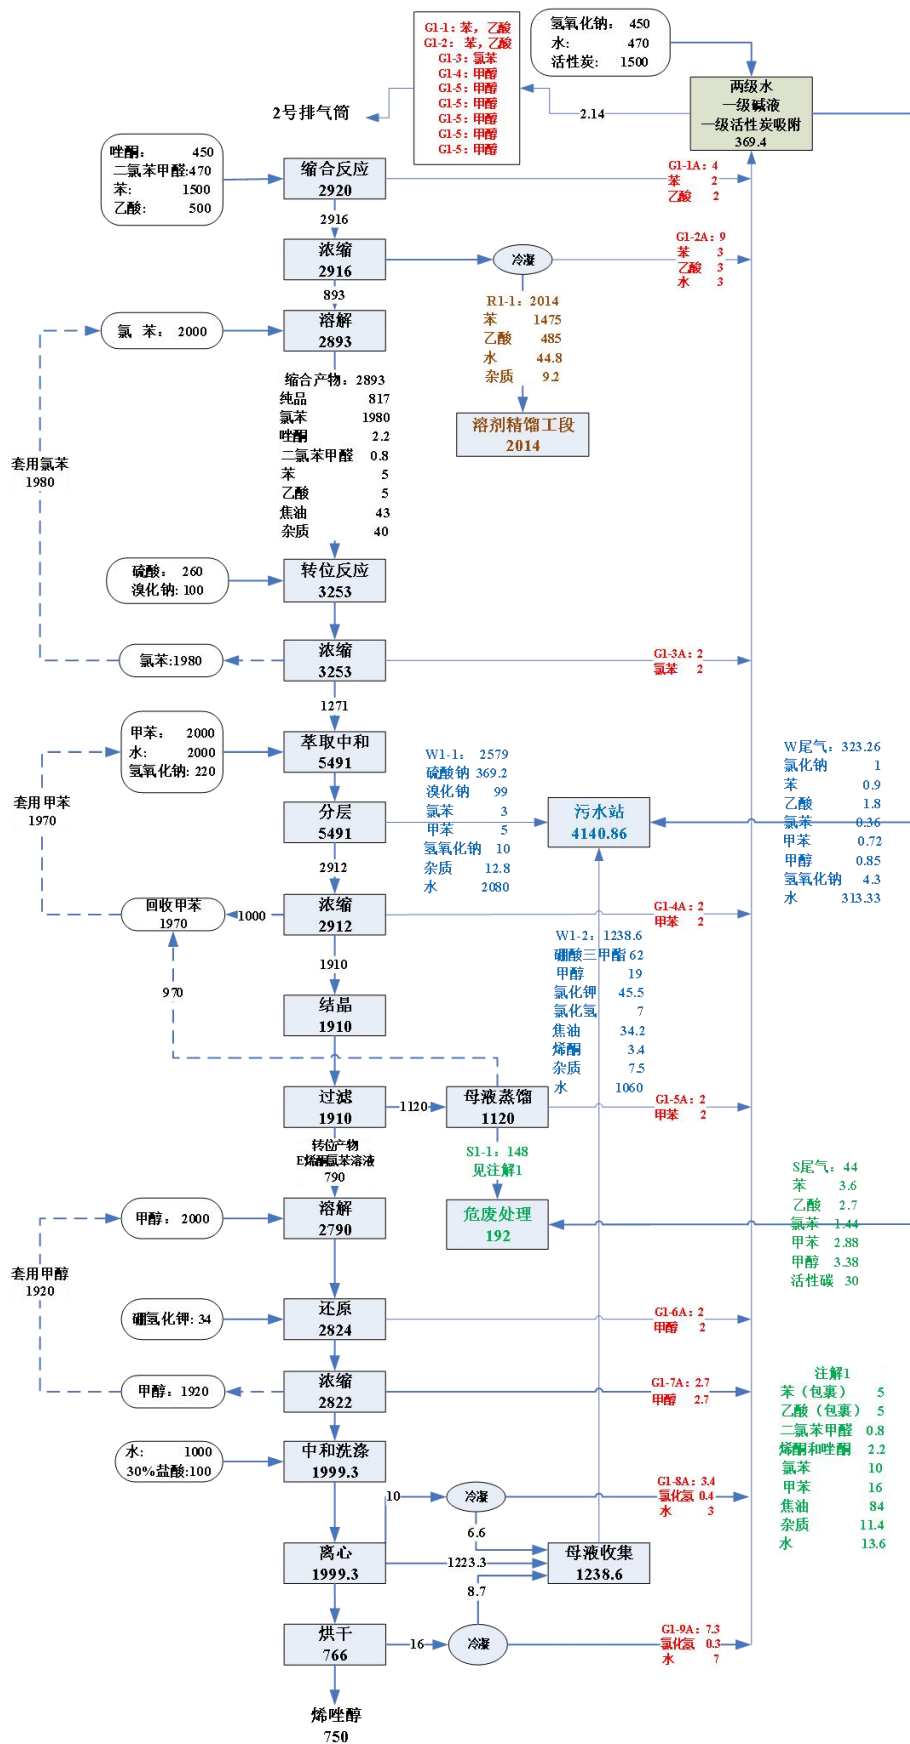 G1-1：苯，乙酸
G1-2：苯，乙酸
G1-3：氯苯
G1-4：甲醇
G1-5：甲醇
G1-5：甲醇
G1-5：甲醇
G1-5：甲醇
G1-5：甲醇
氢氧化钠： 450
水： 470
活性炭： 1500
两级水
一级碱液
一级活性炭吸附
369.4
2.14
2号排气筒
唑酮： 450
二氯苯甲醛:470
苯: 1500
乙酸: 500
缩合反应
2920
G1-1A：4
苯 2
乙酸 2
2916
浓缩
2916
冷凝
G1-2A：9
苯 3
乙酸 3
水 3
893
R1-1：2014
苯 1475
乙酸 485
水 44.8
杂质 9.2
氯 苯： 2000
溶解
2893
溶剂精馏工段
2014
缩合产物：2893
纯品 817
氯苯 1980
唑酮 2.2
二氯苯甲醛 0.8
苯 5
乙酸 5
焦油 43
杂质 40
套用氯苯
1980
硫酸： 260
溴化钠: 100
转位反应
3253
氯苯:1980
浓缩
3253
G1-3A：2
氯苯 2
1271
甲苯： 2000
水： 2000
氢氧化钠: 220
萃取中和
5491
W1-1： 2579
硫酸钠 369.2
溴化钠 99
氯苯 3
甲苯 5
氢氧化钠 10
杂质 12.8
水 2080
W尾气：323.26
氯化钠 1
苯 0.9
乙酸 1.8
氯苯 0.36
甲苯 0.72
甲醇 0.85
氢氧化钠 4.3
水 313.33
套用甲苯
1970
分层
5491
污水站
4140.86
2912
回收甲苯
1970
1000
浓缩
2912
G1-4A：2
甲苯 2
W1-2：1238.6
硼酸三甲酯 62
甲醇 19
氯化钾 45.5
氯化氢 7
焦油 34.2
烯酮 3.4
杂质 7.5
水 1060
1910
970
结晶
1910
过滤
1910
1120
母液蒸馏
1120
G1-5A：2
甲苯 2
转位产物
E烯酮氯苯溶液
790
S1-1：148
见注解1
S尾气：44
苯 3.6
乙酸 2.7
氯苯 1.44
甲苯 2.88
甲醇 3.38
活性碳 30
甲醇： 2000
溶解
2790
危废处理
192
套用甲醇
1920
硼氢化钾: 34
还原
2824
G1-6A：2
甲醇 2
甲醇：1920
浓缩
2822
G1-7A：2.7
甲醇 2.7
注解1
苯（包裹） 5
乙酸（包裹） 5
二氯苯甲醛 0.8
烯酮和唑酮 2.2
氯苯 10
甲苯 16
焦油 84
杂质 11.4
水 13.6
水： 1000
30%盐酸:100
中和洗涤
1999.3
10
冷凝
G1-8A：3.4
氯化氢 0.4
水 3
6.6
离心
1999.3
1223.3
母液收集
1238.6
8.7
烘干
766
16
冷凝
G1-9A：7.3
氯化氢 0.3
水 7
烯唑醇
750